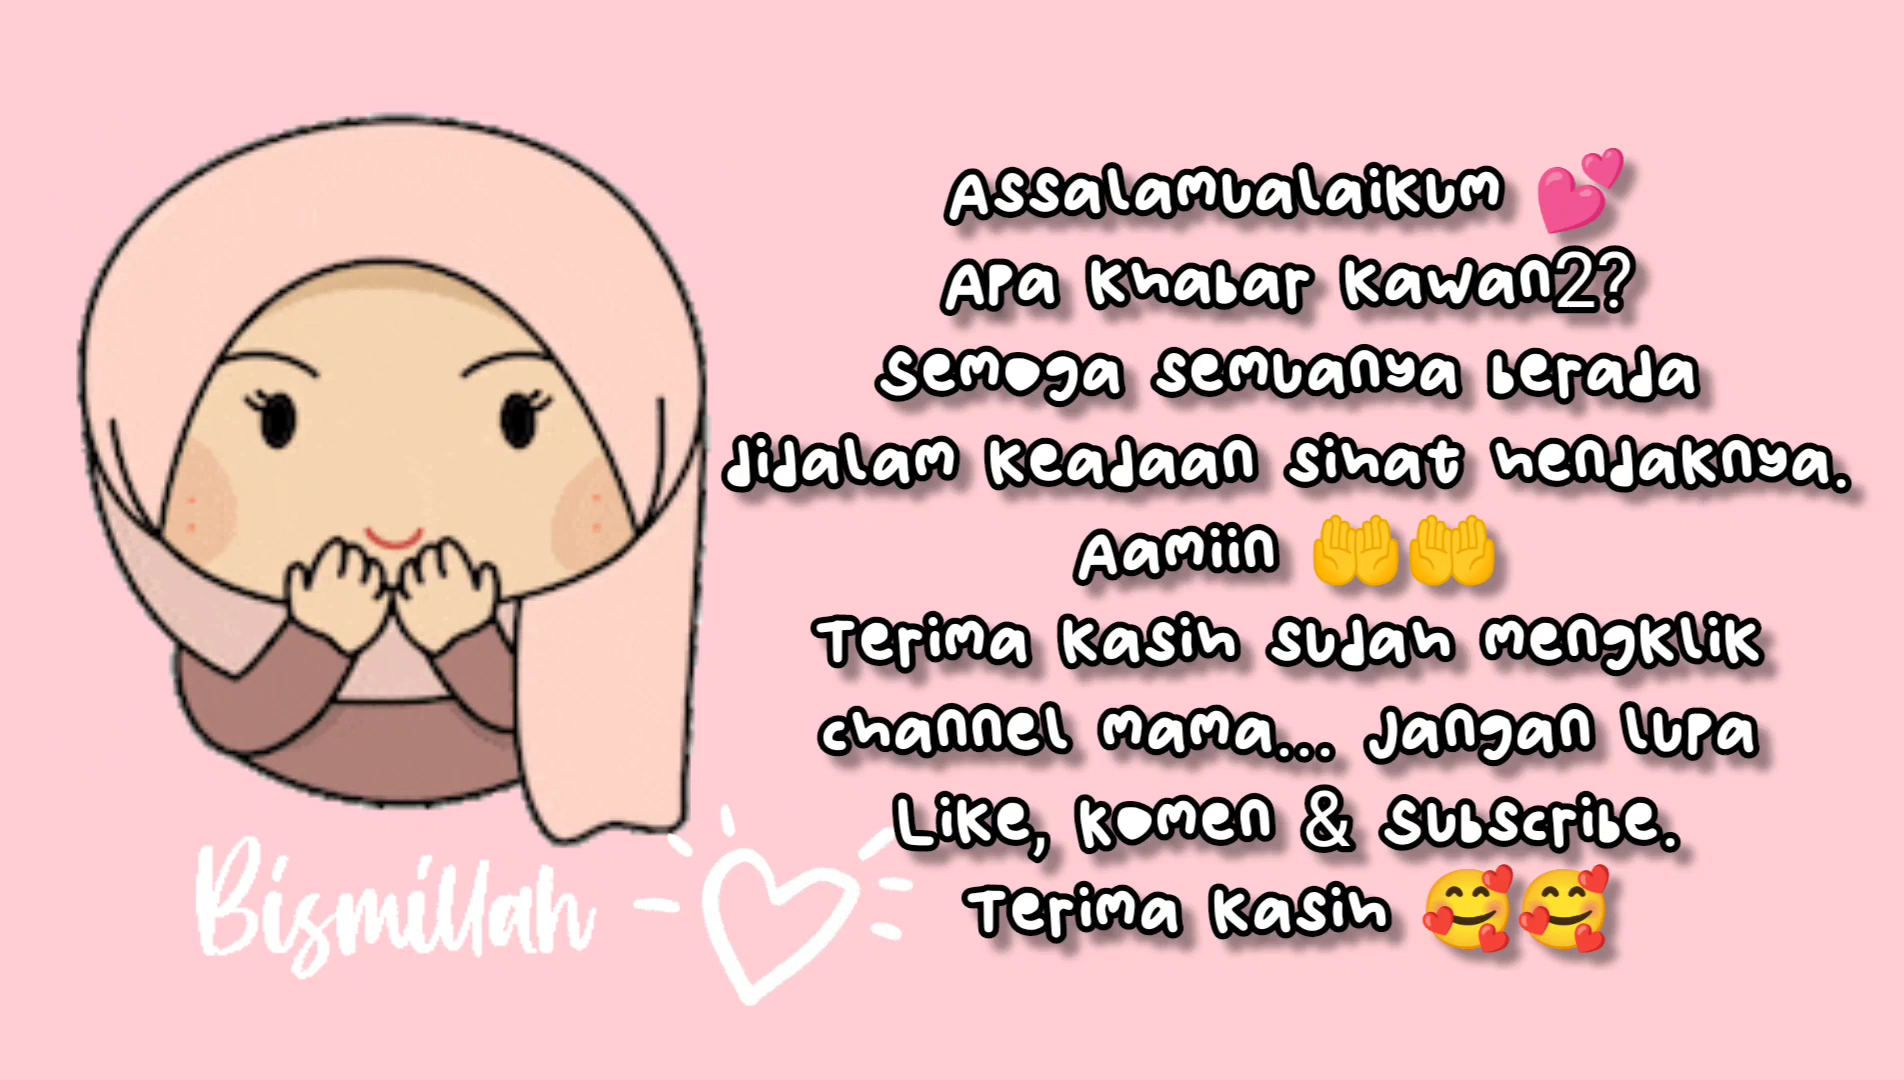 Assalamualaikum 💕
Apa Khabar Kawan2?
Semoga semuanya berada
didalam keadaan sihat hendaknya.
Aamiin 🤲🤲
Terima Kasih sudah mengklik
channel mama... Jangan lupa
Like, komen & Subscribe.
Terima Kasih 🥰🥰
Bismillah